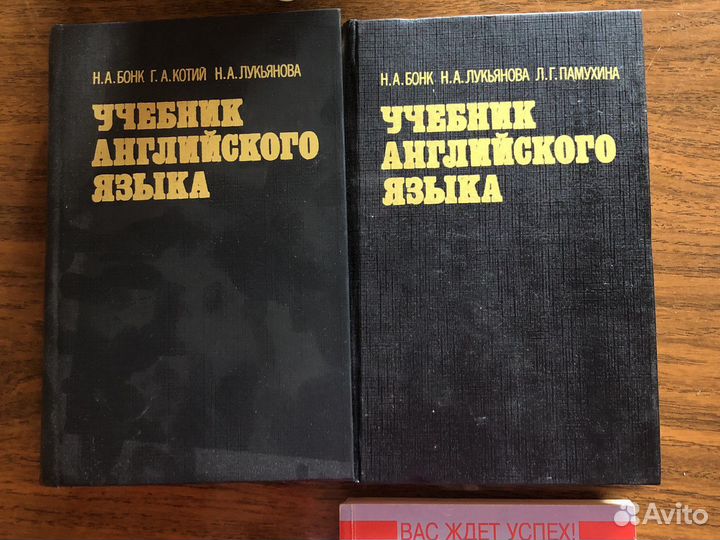 Н.А.БОНК Г.А.КОТИЙ Н.А.ЛУКЬЯНОВА
УЧЕБНИК
АНГЛИЙСКОГО
ЯЗЫКА
Н.А.БОНК Н.А.ЛУКЬЯНОВА Л.Г.ПАМУХИНА
УЧЕБНИК
АНГЛИЙСКОГО
ЯЗЫКА
ВАС ЖДЕТ УСПЕХ!
Avito